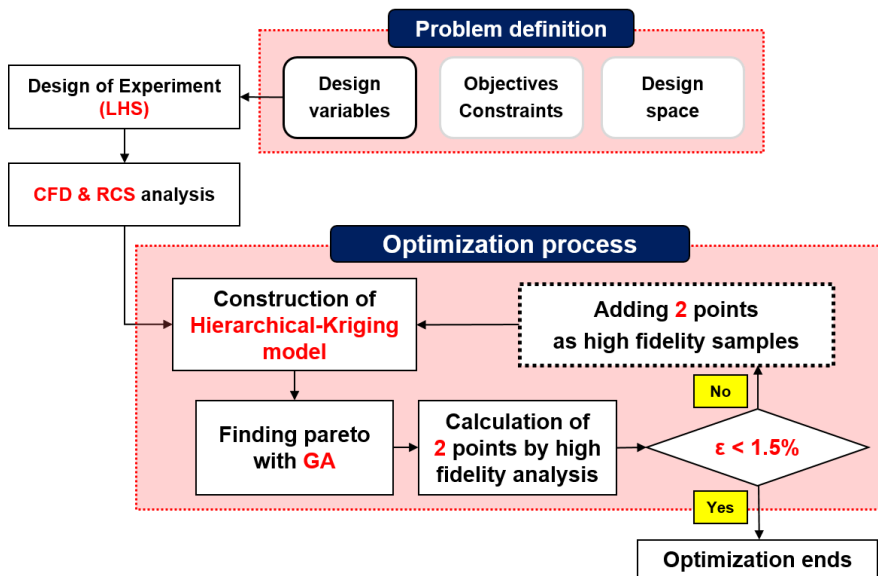 Problem definition
Design
variables
Objectives
Constraints
Design
space
Design of Experiment
(LHS)
CFD & RCS analysis
Optimization process
Construction of
Hierarchical-Kriging
model
Adding 2 points
as high fidelity samples
No
Finding pareto
with GA
Calculation of
2 points by high
fidelity analysis
ε < 1.5%
Yes
Optimization ends